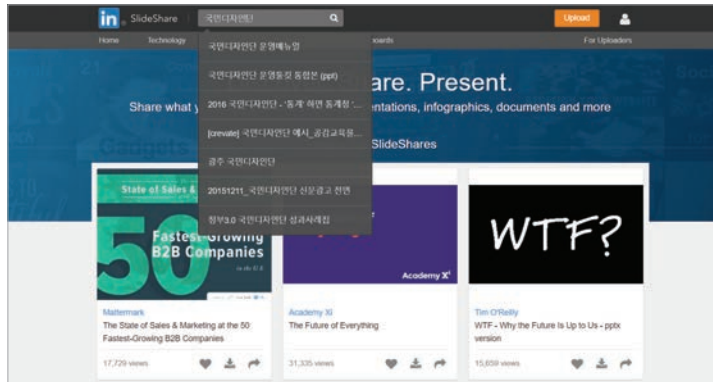 in SlideShare 국민디자인단 Upload
Home Technology boards For Uploaders
국민디자인단 운영매뉴얼
국민디자인단 운영툴킷 통합본 (ppt)
2016 국민디자인단 - '통계' 하면 통계청 '...
[crevate] 국민디자인단 예시_공감교육철...
광주 국민디자인단
20151211_국민디자인단 신문광고 전면
정부3.0 국민디자인단 성과사례집
are. Present.
Share what y entations, infographics, documents and more
SlideShares
State of Sales &
50
Fastest-Growing
B2B Companies
in the U.S.
Academy Xi
WTF?
Mattermark
The State of Sales & Marketing at the 50
Fastest-Growing B2B Companies
17,729 views
Academy Xi
The Future of Everything
31,335 views
Tim O'Reilly
WTF - Why the Future Is Up to Us - pptx
version
15,659 views